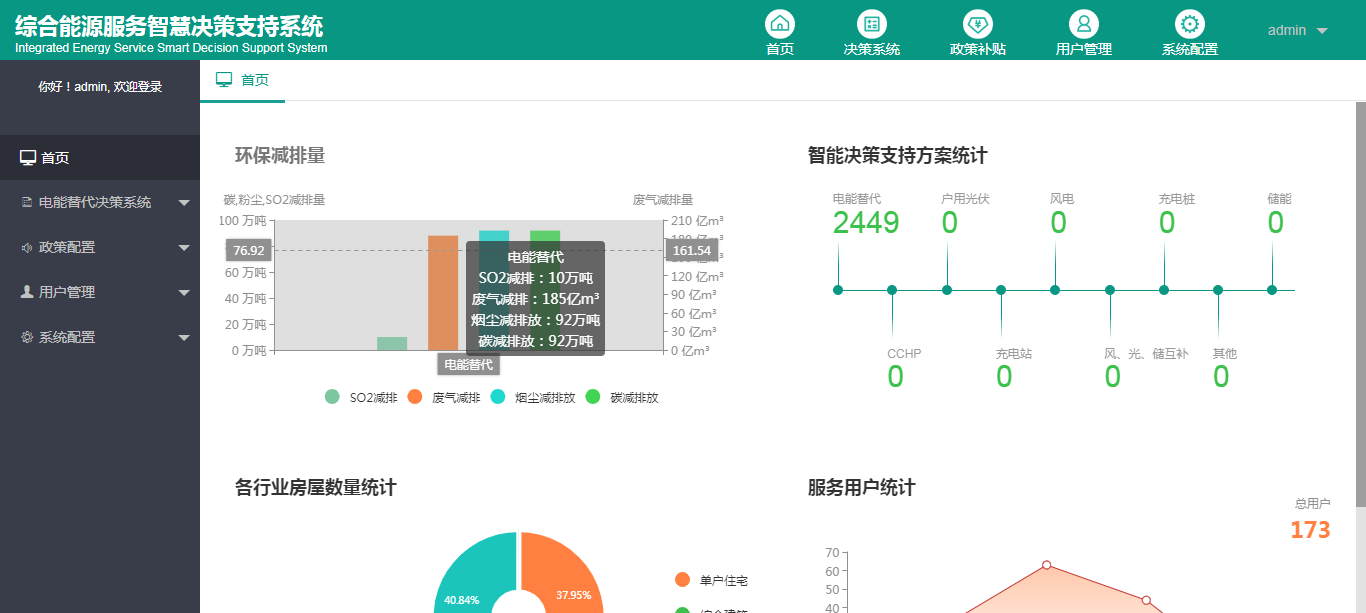 综合能源服务智慧决策支持系统
Integrated Energy Service Smart Decision Support System
首页
决策系统
政策补贴
用户管理
系统配置
admin
你好！admin, 欢迎登录
首页
电能替代决策系统
政策配置
用户管理
系统配置
首页
环保减排量
碳,粉尘,SO2减排量
废气减排量
100 万吨
76.92
60 万吨
40 万吨
20 万吨
0 万吨
210 亿m³
161.54
120 亿m³
90 亿m³
60 亿m³
30 亿m³
0 亿m³
电能替代
SO2减排：10万吨
废气减排：185亿m³
烟尘减排放：92万吨
碳减排放：92万吨
电能替代
SO2减排
废气减排
烟尘减排放
碳减排放
智能决策支持方案统计
电能替代
2449
户用光伏
0
风电
0
充电桩
0
储能
0
CCHP
0
充电站
0
风、光、储互补
0
其他
0
各行业房屋数量统计
40.84%
37.95%
单户住宅
服务用户统计
总用户
173
70
60
50
40